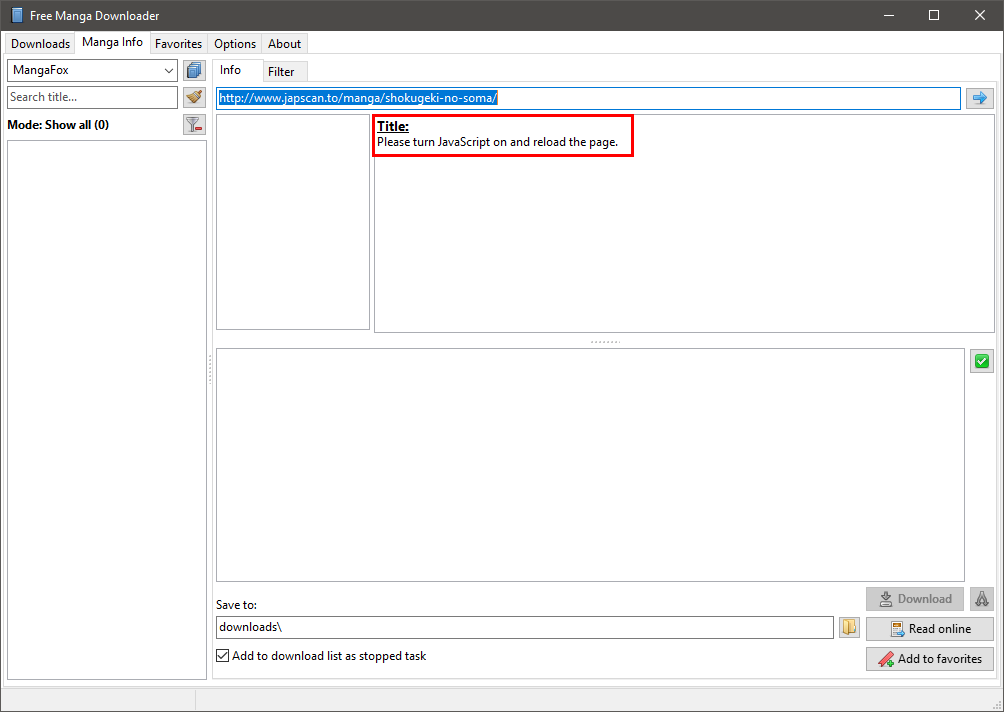 Free Manga Downloader
Downloads Manga Info Favorites Options About
MangaFox
Info Filter
Search title...
http://www.japscan.to/manga/shokugeki-no-soma/
Mode: Show all (0)
Title:
Please turn JavaScript on and reload the page.
Download
Save to:
downloads\
Read online
Add to download list as stopped task
Add to favorites